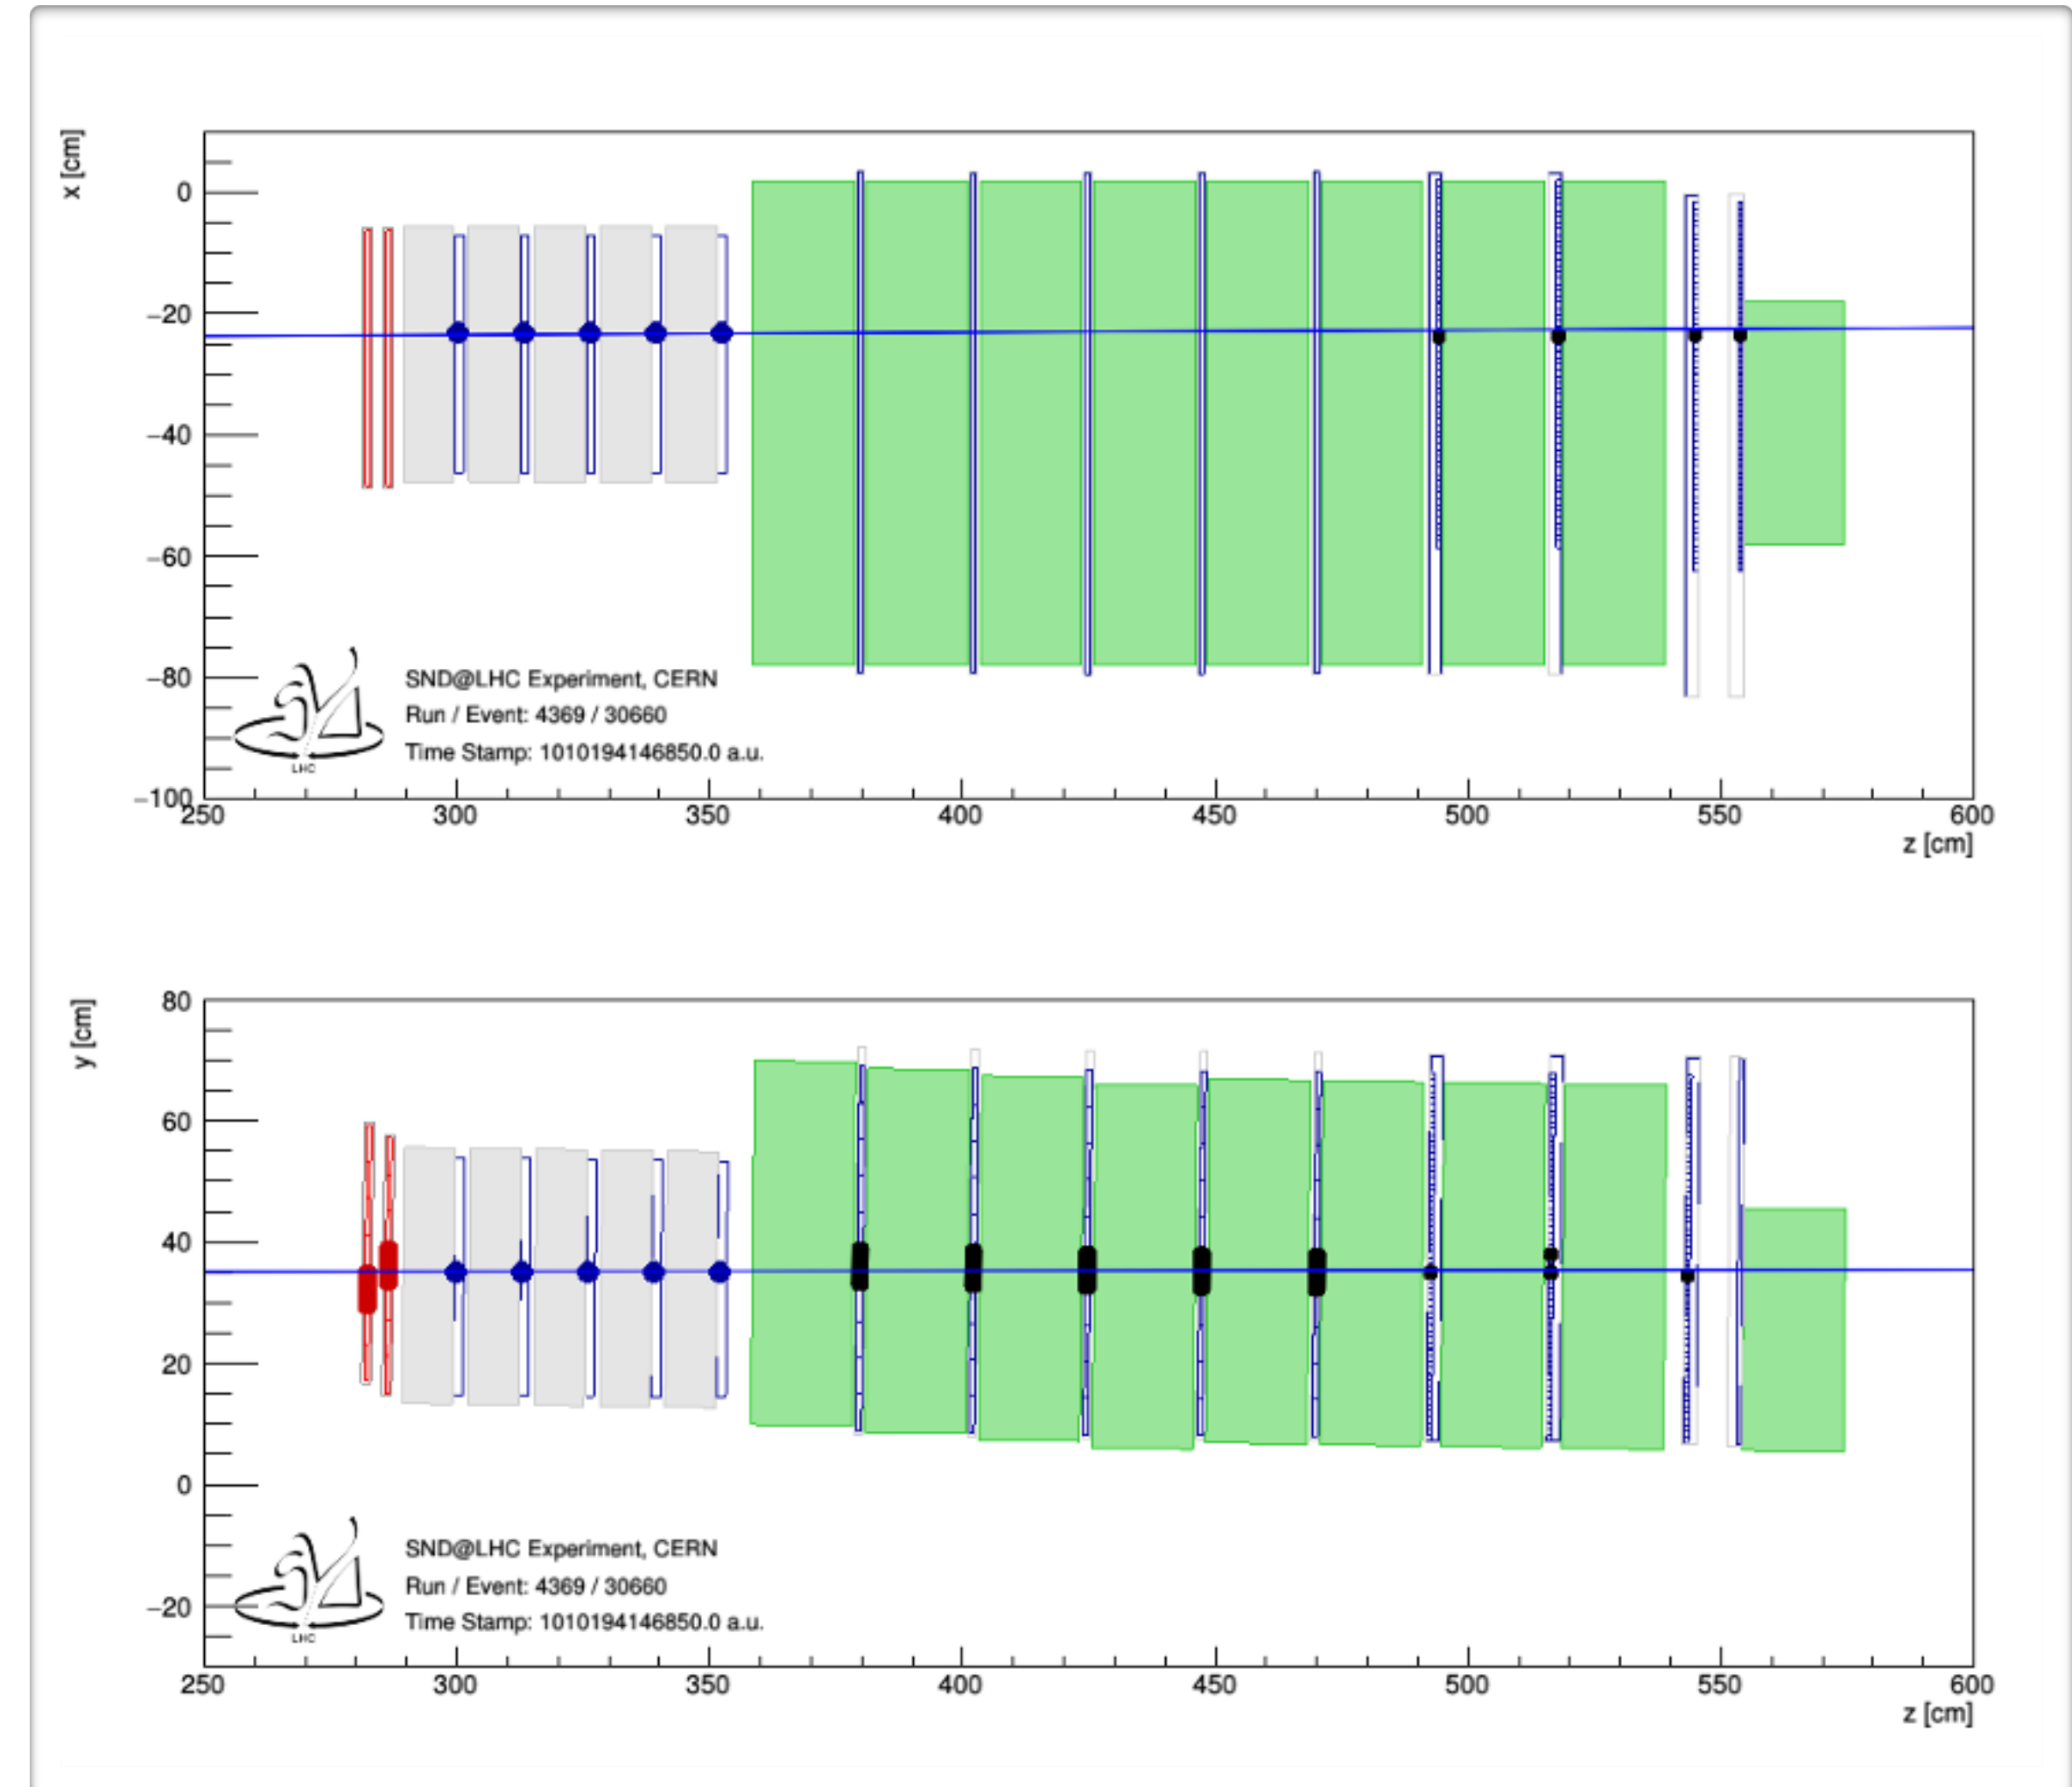 x [cm]
0
−20
−40
−60
−80
−100
SND@LHC Experiment, CERN
Run / Event: 4369 / 30660
Time Stamp: 1010194146850.0 a.u.
LHC
250 300 350 400 450 500 550 600
z [cm]
y [cm]
80
60
40
20
0
−20
SND@LHC Experiment, CERN
Run / Event: 4369 / 30660
Time Stamp: 1010194146850.0 a.u.
LHC
250 300 350 400 450 500 550 600
z [cm]